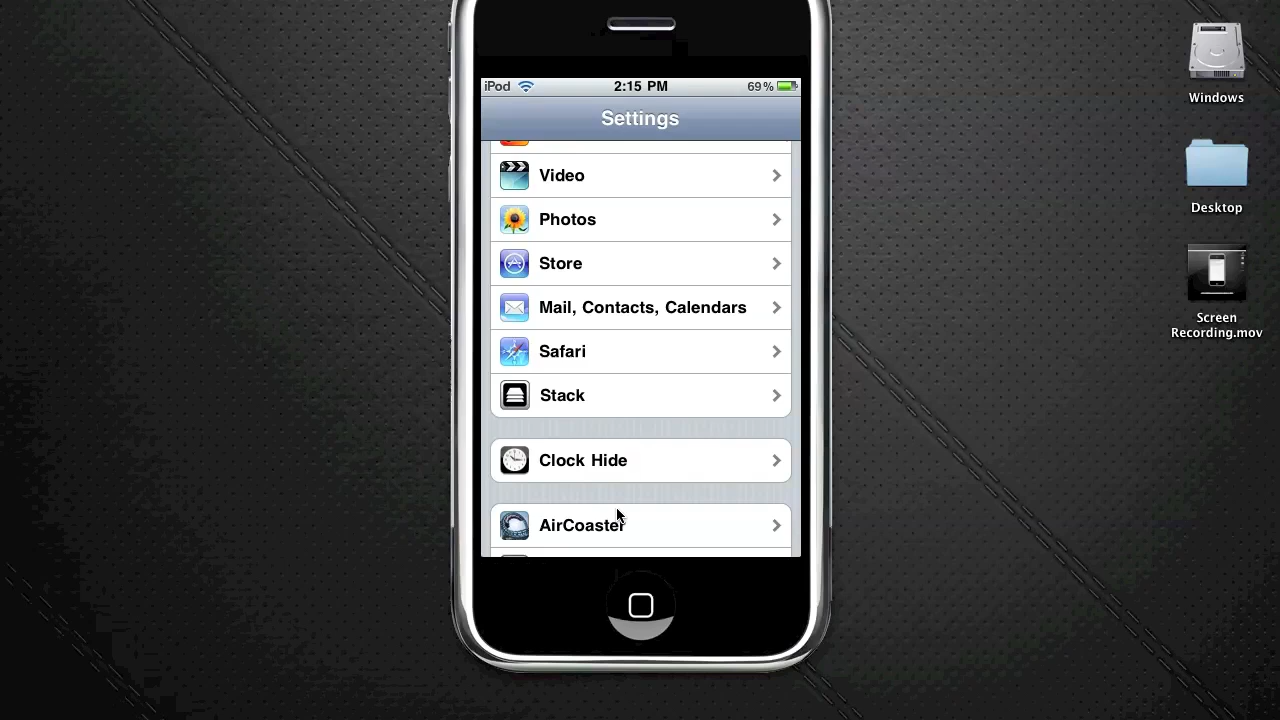 iPod 2:15 PM 69%
Settings
Video
Photos
Store
Mail, Contacts, Calendars
Safari
Stack
Clock Hide
AirCoaster
Windows
Desktop
Screen
Recording.mov